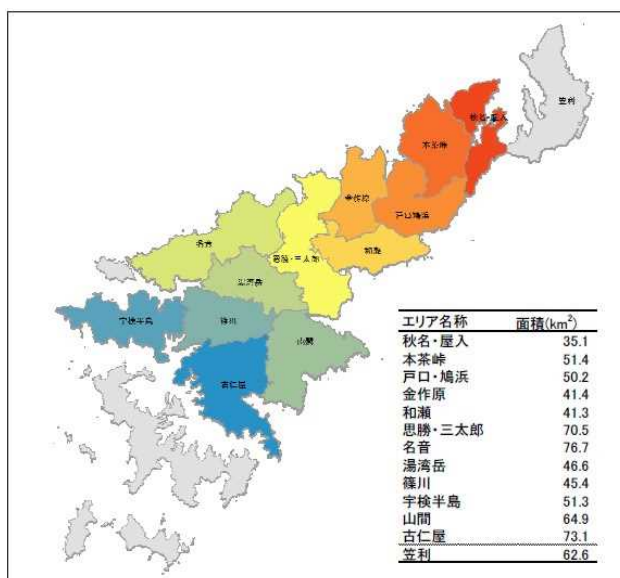 笠利
秋名・屋入
本茶峠
金作原
戸口鳩浜
和瀬
名音
思勝・三太郎
湯湾岳
宇検半島
篠川
山間
古仁屋
エリア名称 面積(km²)
秋名・屋入 35.1
本茶峠 51.4
戸口・鳩浜 50.2
金作原 41.4
和瀬 41.3
思勝・三太郎 70.5
名音 76.7
湯湾岳 46.6
篠川 45.4
宇検半島 51.3
山間 64.9
古仁屋 73.1
笠利 62.6